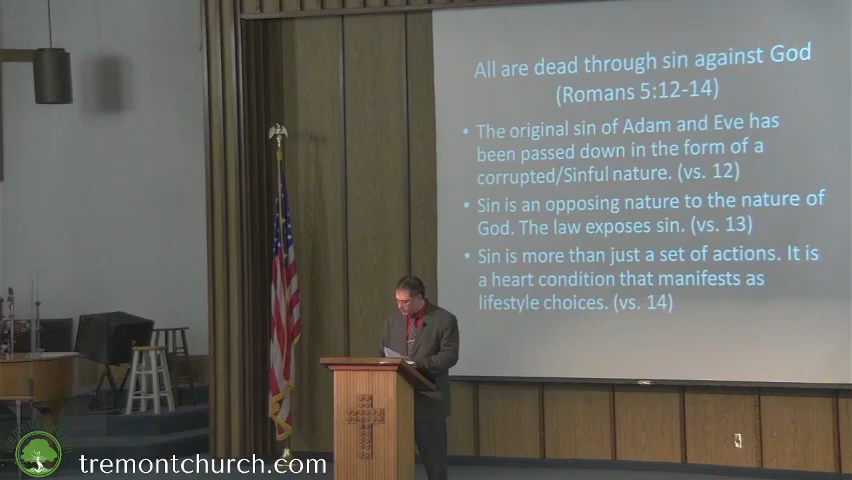 All are dead through sin against God
(Romans 5:12-14)
• The original sin of Adam and Eve has
been passed down in the form of a
corrupted/Sinful nature. (vs. 12)
• Sin is an opposing nature to the nature of
God. The law exposes sin. (vs. 13)
• Sin is more than just a set of actions. It is
a heart condition that manifests as
lifestyle choices. (vs. 14)
tremontchurch.com